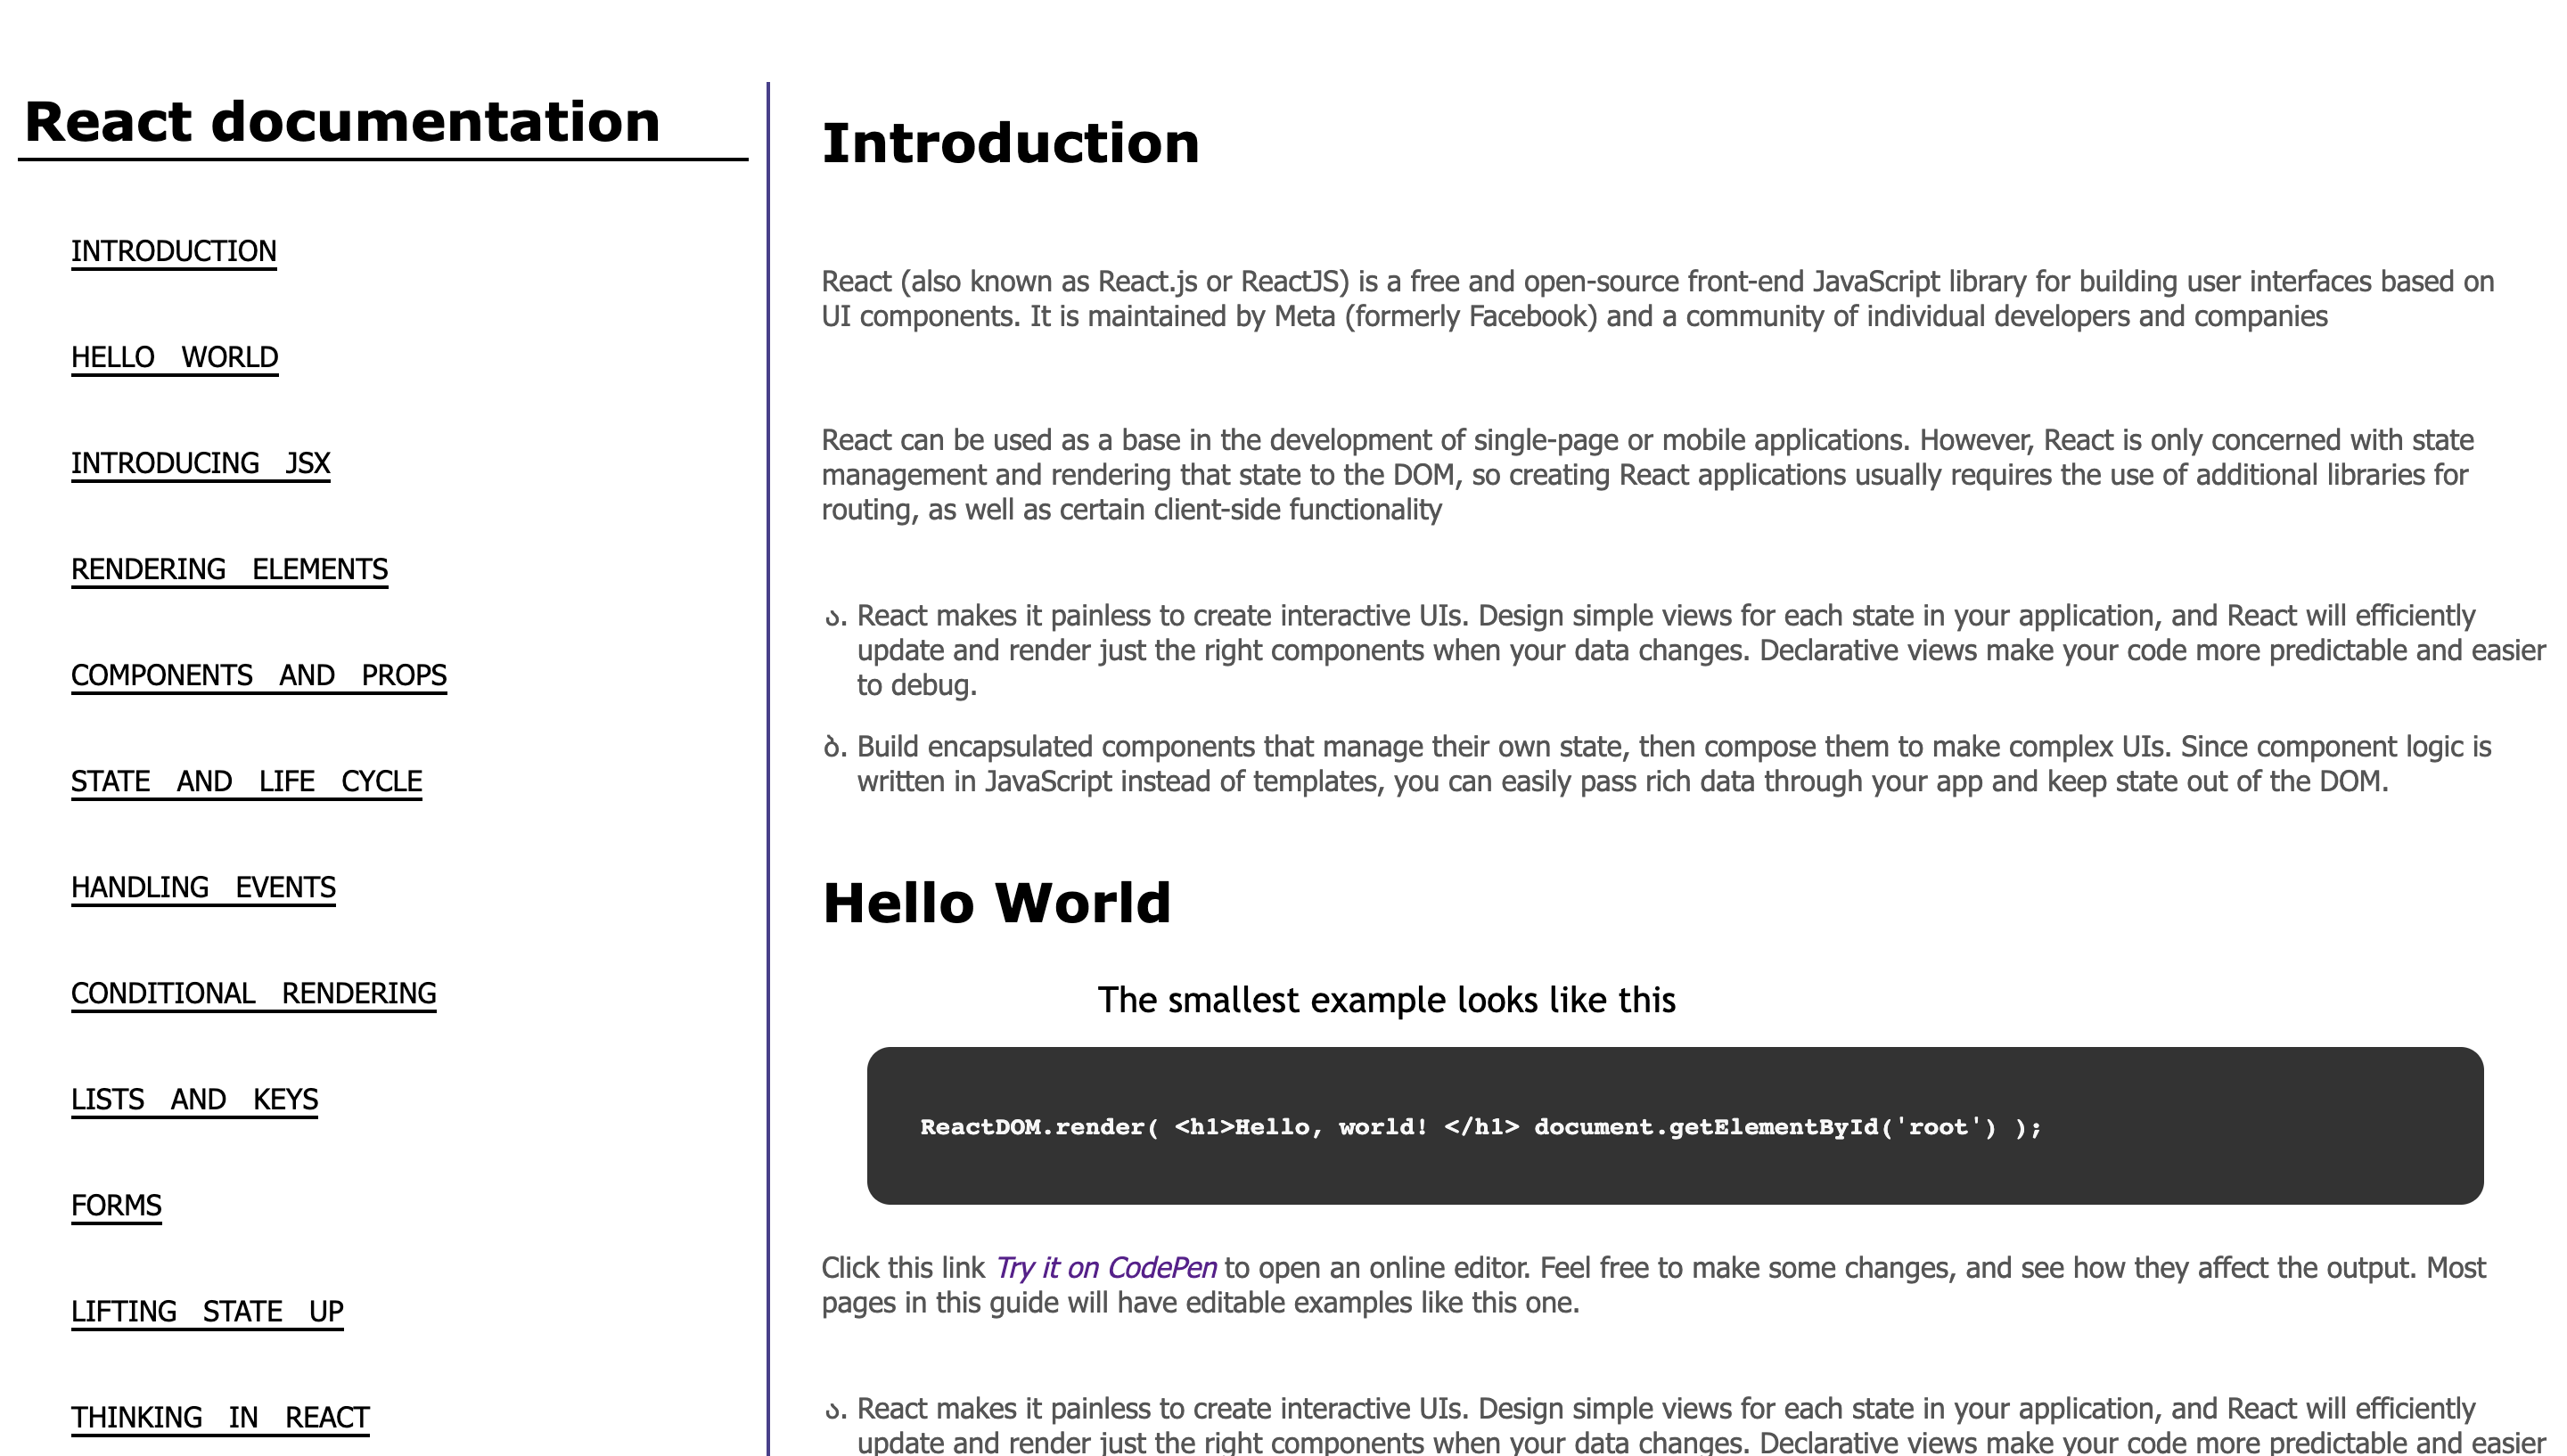 React documentation
INTRODUCTION
HELLO WORLD
INTRODUCING JSX
RENDERING ELEMENTS
COMPONENTS AND PROPS
STATE AND LIFE CYCLE
HANDLING EVENTS
CONDITIONAL RENDERING
LISTS AND KEYS
FORMS
LIFTING STATE UP
THINKING IN REACT
Introduction
React (also known as React.js or ReactJS) is a free and open-source front-end JavaScript library for building user interfaces based on
UI components. It is maintained by Meta (formerly Facebook) and a community of individual developers and companies
React can be used as a base in the development of single-page or mobile applications. However, React is only concerned with state
management and rendering that state to the DOM, so creating React applications usually requires the use of additional libraries for
routing, as well as certain client-side functionality
ა. React makes it painless to create interactive UIs. Design simple views for each state in your application, and React will efficiently
update and render just the right components when your data changes. Declarative views make your code more predictable and easier
to debug.
ბ. Build encapsulated components that manage their own state, then compose them to make complex UIs. Since component logic is
written in JavaScript instead of templates, you can easily pass rich data through your app and keep state out of the DOM.
Hello World
The smallest example looks like this
ReactDOM.render( <h1>Hello, world! </h1> document.getElementById('root') );
Click this link Try it on CodePen to open an online editor. Feel free to make some changes, and see how they affect the output. Most
pages in this guide will have editable examples like this one.
ა. React makes it painless to create interactive UIs. Design simple views for each state in your application, and React will efficiently
update and render just the right components when your data changes. Declarative views make your code more predictable and easier